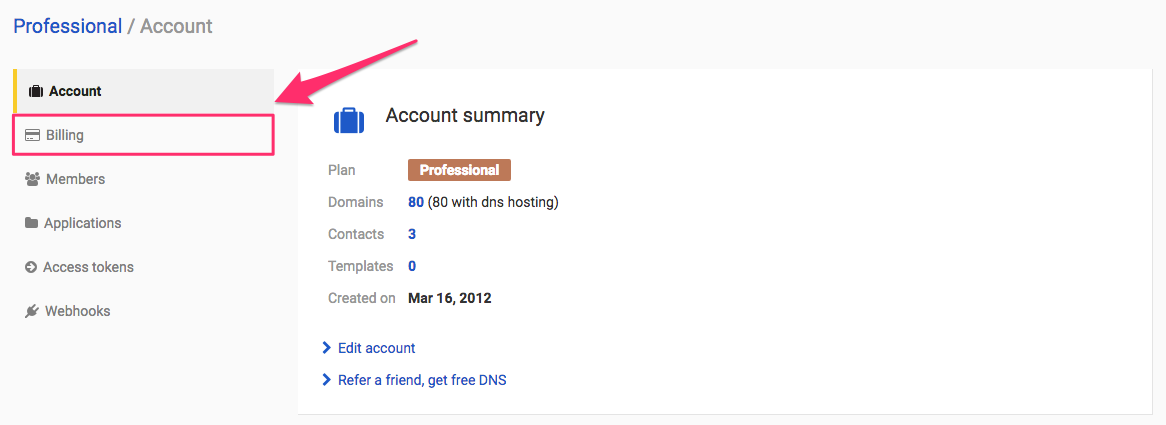 Professional / Account
Account
Billing
Members
Applications
Access tokens
Webhooks
Account summary
Plan Professional
Domains 80 (80 with dns hosting)
Contacts 3
Templates 0
Created on Mar 16, 2012
Edit account
Refer a friend, get free DNS